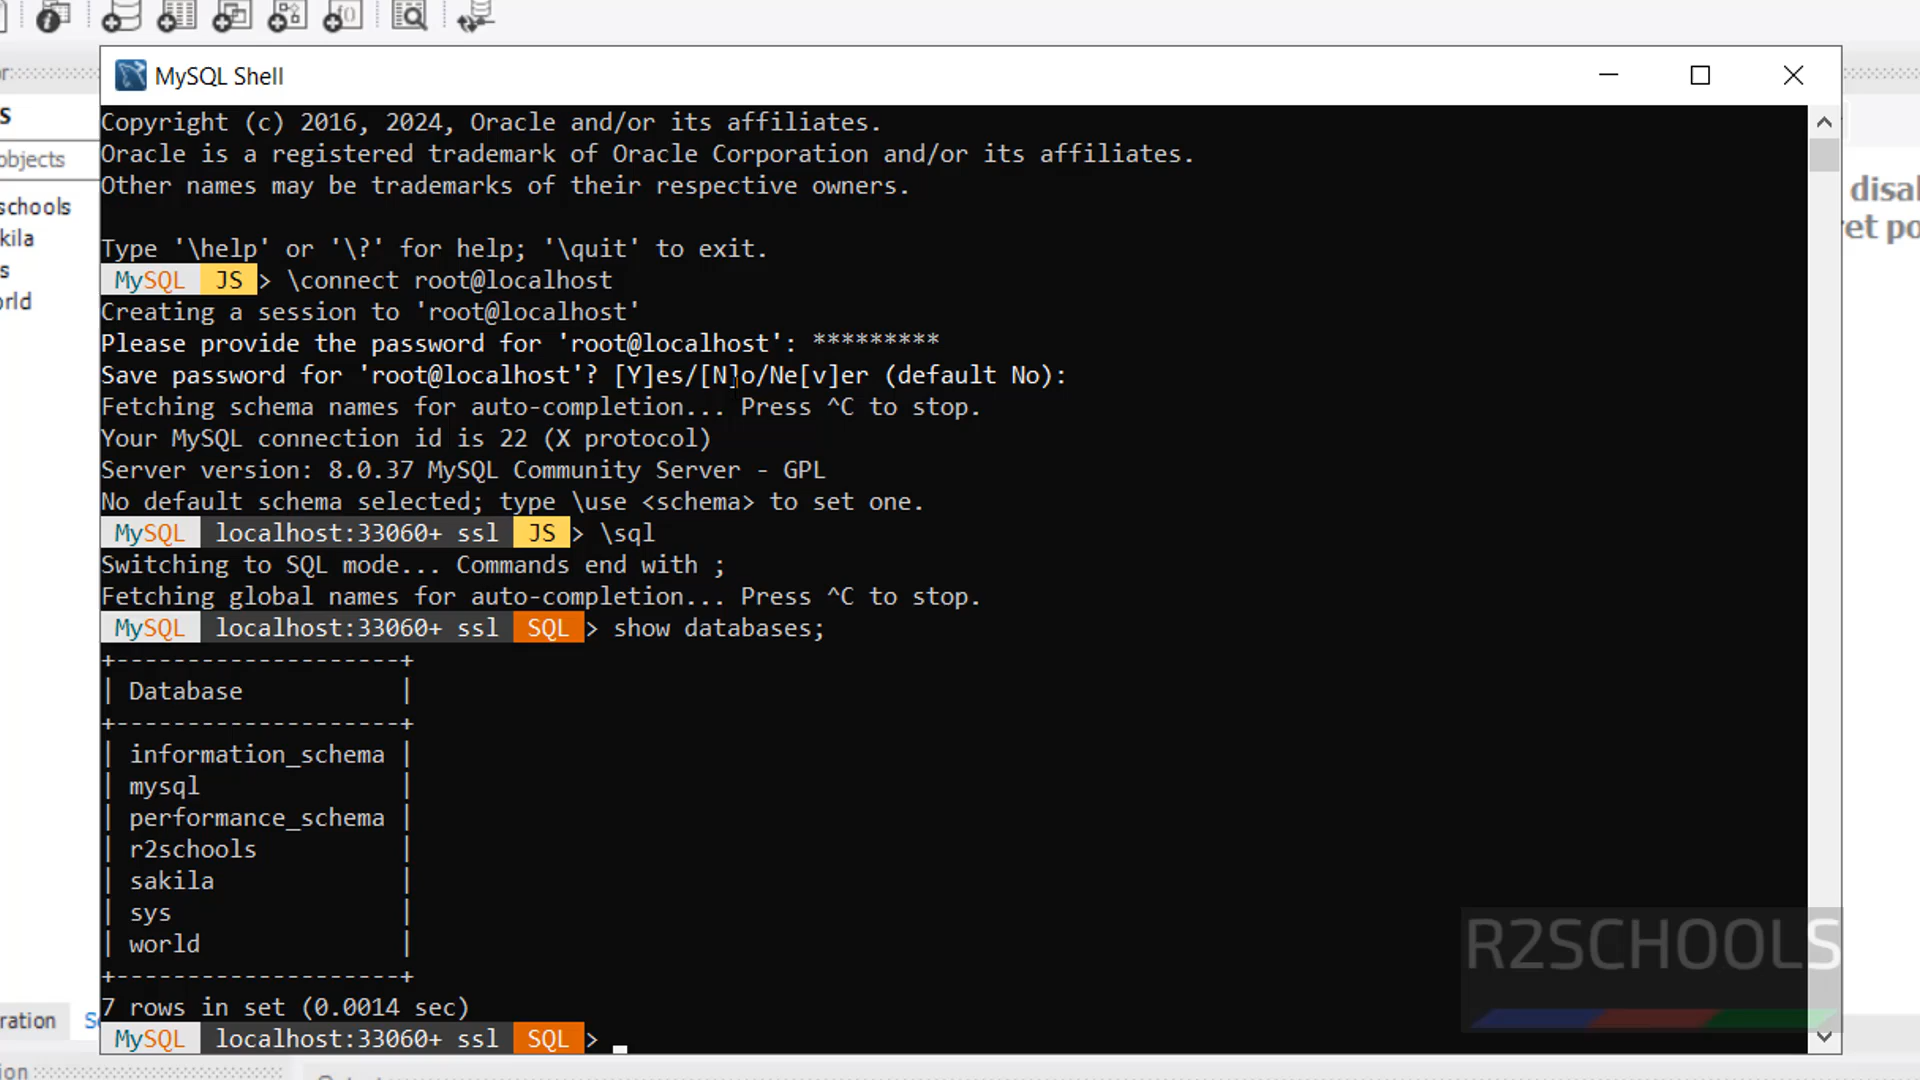 MySQL Shell
Copyright (c) 2016, 2024, Oracle and/or its affiliates.
Oracle is a registered trademark of Oracle Corporation and/or its affiliates.
Other names may be trademarks of their respective owners.
Type '\help' or '\?' for help; '\quit' to exit.
MySQL JS > \connect root@localhost
Creating a session to 'root@localhost'
Please provide the password for 'root@localhost': *********
Save password for 'root@localhost'? [Y]es/[N]o/Ne[v]er (default No):
Fetching schema names for auto-completion... Press ^C to stop.
Your MySQL connection id is 22 (X protocol)
Server version: 8.0.37 MySQL Community Server - GPL
No default schema selected; type \use <schema> to set one.
MySQL localhost:33060+ ssl JS > \sql
Switching to SQL mode... Commands end with ;
Fetching global names for auto-completion... Press ^C to stop.
MySQL localhost:33060+ ssl SQL > show databases;
+--------------------+
| Database           |
+--------------------+
| information_schema |
| mysql              |
| performance_schema |
| r2schools          |
| sakila             |
| sys                |
| world              |
+--------------------+
7 rows in set (0.0014 sec)
MySQL localhost:33060+ ssl SQL >
objects
schools
kila
s
rld
disal
ret po
ration
R2SCHOOLS